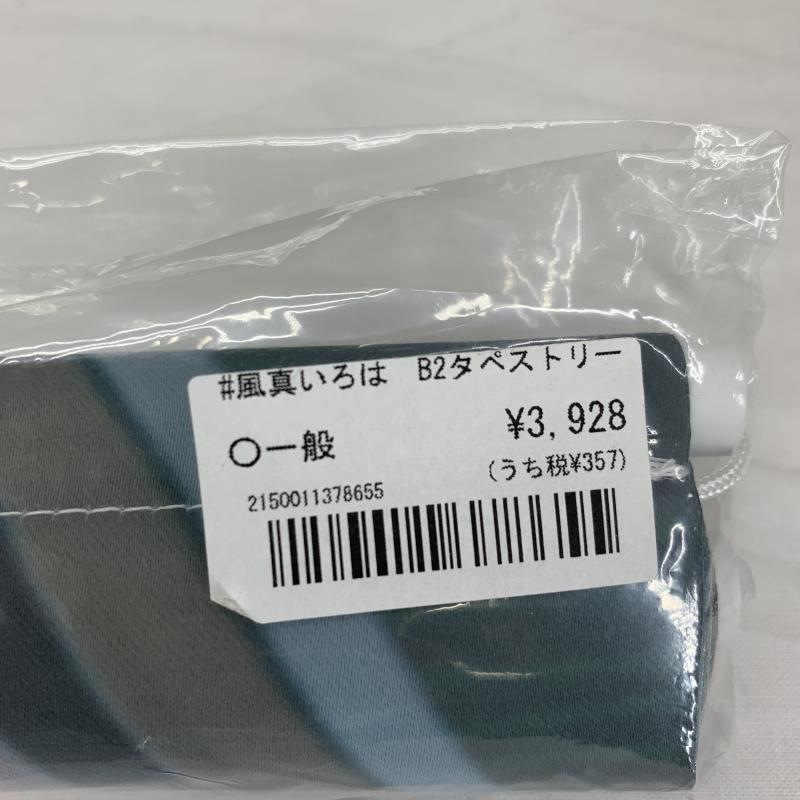 #風真いろは　B2タペストリー
○一般
¥3,928
(うち税¥357)
2150011378655